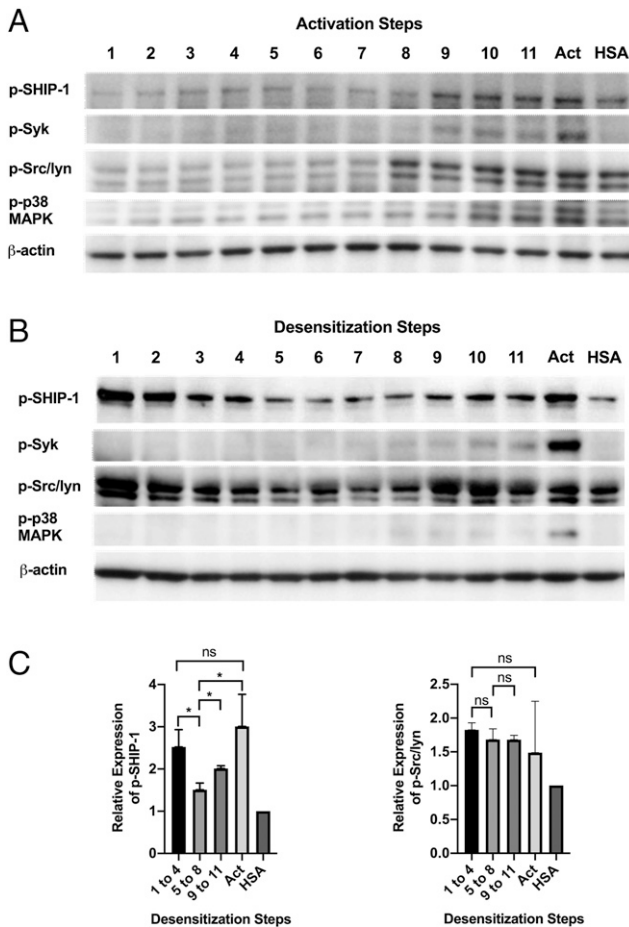 A
Activation Steps
1 2 3 4 5 6 7 8 9 10 11 Act HSA
p-SHIP-1
p-Syk
p-Src/lyn
p-p38
MAPK
β-actin
B
Desensitization Steps
1 2 3 4 5 6 7 8 9 10 11 Act HSA
p-SHIP-1
p-Syk
p-Src/lyn
p-p38
MAPK
β-actin
C
ns
*
*
*
4
3
2
1
0
Relative Expression
of p-SHIP-1
1 to 4
5 to 8
9 to 11
Act
HSA
Desensitization Steps
ns
ns
ns
2.5
2.0
1.5
1.0
0.5
0.0
Relative Expression
of p-Src/lyn
1 to 4
5 to 8
9 to 11
Act
HSA
Desensitization Steps